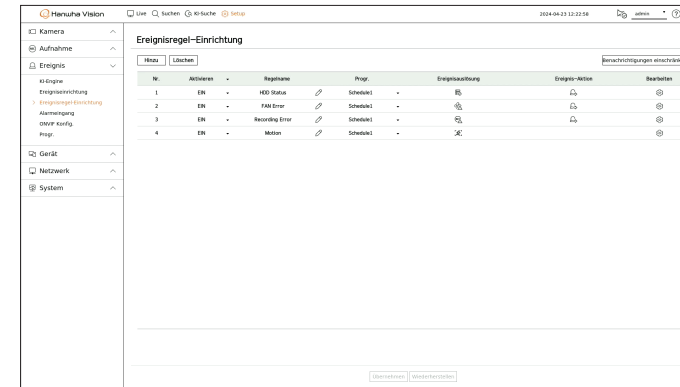 Hanwha Vision Live Suchen KI-Suche Setup 2024-04-23 12:22:58 admin
Kamera
Aufnahme
Ereignis
KI-Engine
Ereigniseinrichtung
> Ereignisregel-Einrichtung
Alarmeingang
ONVIF Konfig.
Progr.
Gerät
Netzwerk
System
Ereignisregel-Einrichtung
Hinzu Löschen Benachrichtigungen einschränk
Nr. Aktivieren Regelname Progr. Ereignisauslösung Ereignis-Aktion Bearbeiten
1 EIN HDD Status Schedule1
2 EIN FAN Error Schedule1
3 EIN Recording Error Schedule1
4 EIN Motion Schedule1
Übernehmen Wiederherstellen